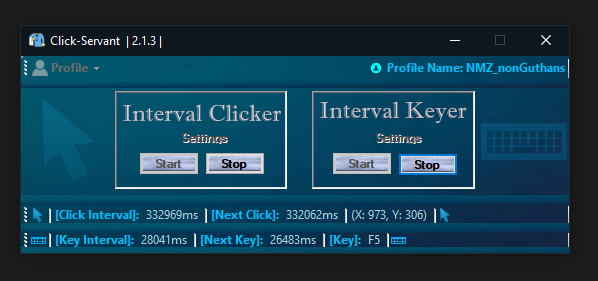 Click-Servant | 2.1.3 |
Profile
Profile Name: NMZ_nonGuthans
Interval Clicker
Settings
Start Stop
Interval Keyer
Settings
Start Stop
[Click Interval]: 332969ms [Next Click]: 332062ms (X: 973, Y: 306)
[Key Interval]: 28041ms [Next Key]: 26483ms [Key]: F5